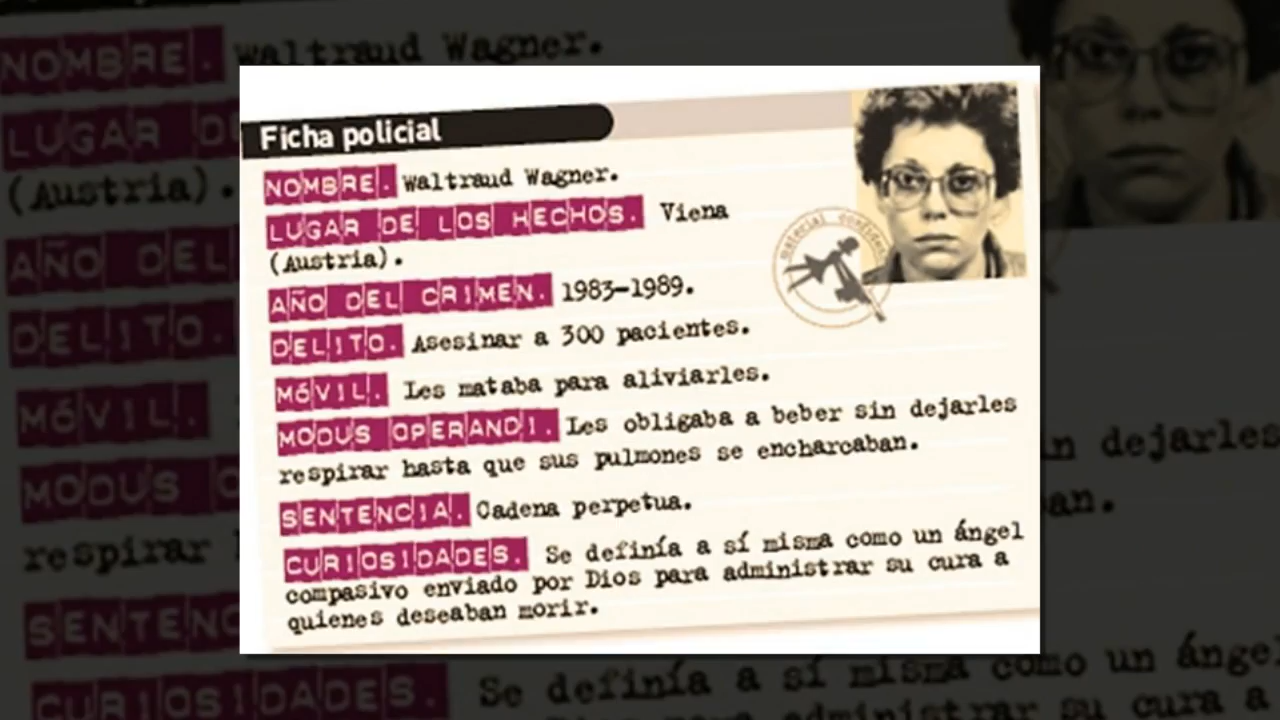 Ficha policial
NOMBRE. Waltraud Wagner.
LUGAR DE LOS HECHOS. Viena
(Austria).
AÑO DEL CRIMEN. 1983-1989.
DELITO. Asesinar a 300 pacientes.
MÓVIL. Les mataba para aliviarles.
MODUS OPERANDI. Les obligaba a beber sin dejarles
respirar hasta que sus pulmones se encharcaban.
SENTENCIA. Cadena perpetua.
CURIOSIDADES. Se definía a sí misma como un ángel
compasivo enviado por Dios para administrar su cura a
quienes deseaban morir.
material confiden